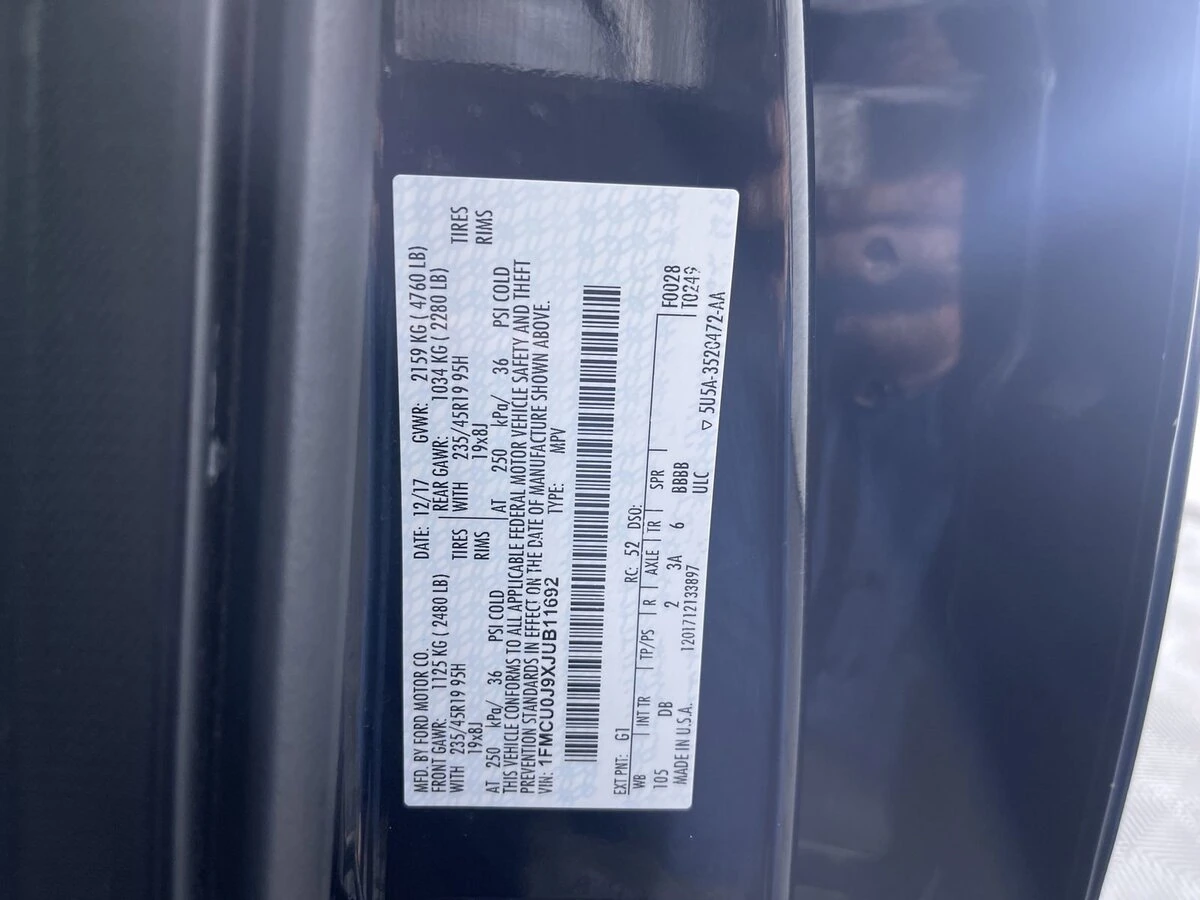 MFD. BY FORD MOTOR CO. DATE: 12/17 GVWR: 2159 KG ( 4760 LB)
FRONT GAWR: 1125 KG ( 2480 LB) REAR GAWR: 1034 KG ( 2280 LB)
WITH 235/45R19 95H TIRES WITH 235/45R19 95H TIRES
19x8J RIMS 19x8J RIMS
AT 250 kPa/ 36 PSI COLD AT 250 kPa/ 36 PSI COLD
THIS VEHICLE CONFORMS TO ALL APPLICABLE FEDERAL MOTOR VEHICLE SAFETY AND THEFT
PREVENTION STANDARDS IN EFFECT ON THE DATE OF MANUFACTURE SHOWN ABOVE.
VIN: 1FMCU0J9XJUB11692 TYPE: MPV
EXT PNT: G1 RC: 52 DSO:
WB INT TR TP/PS R AXLE TR SPR F0028
105 DB 2 3A 6 BBBB T0249
MADE IN U.S.A. 1201712133897 ULC ▽ 5U5A-3520472-AA